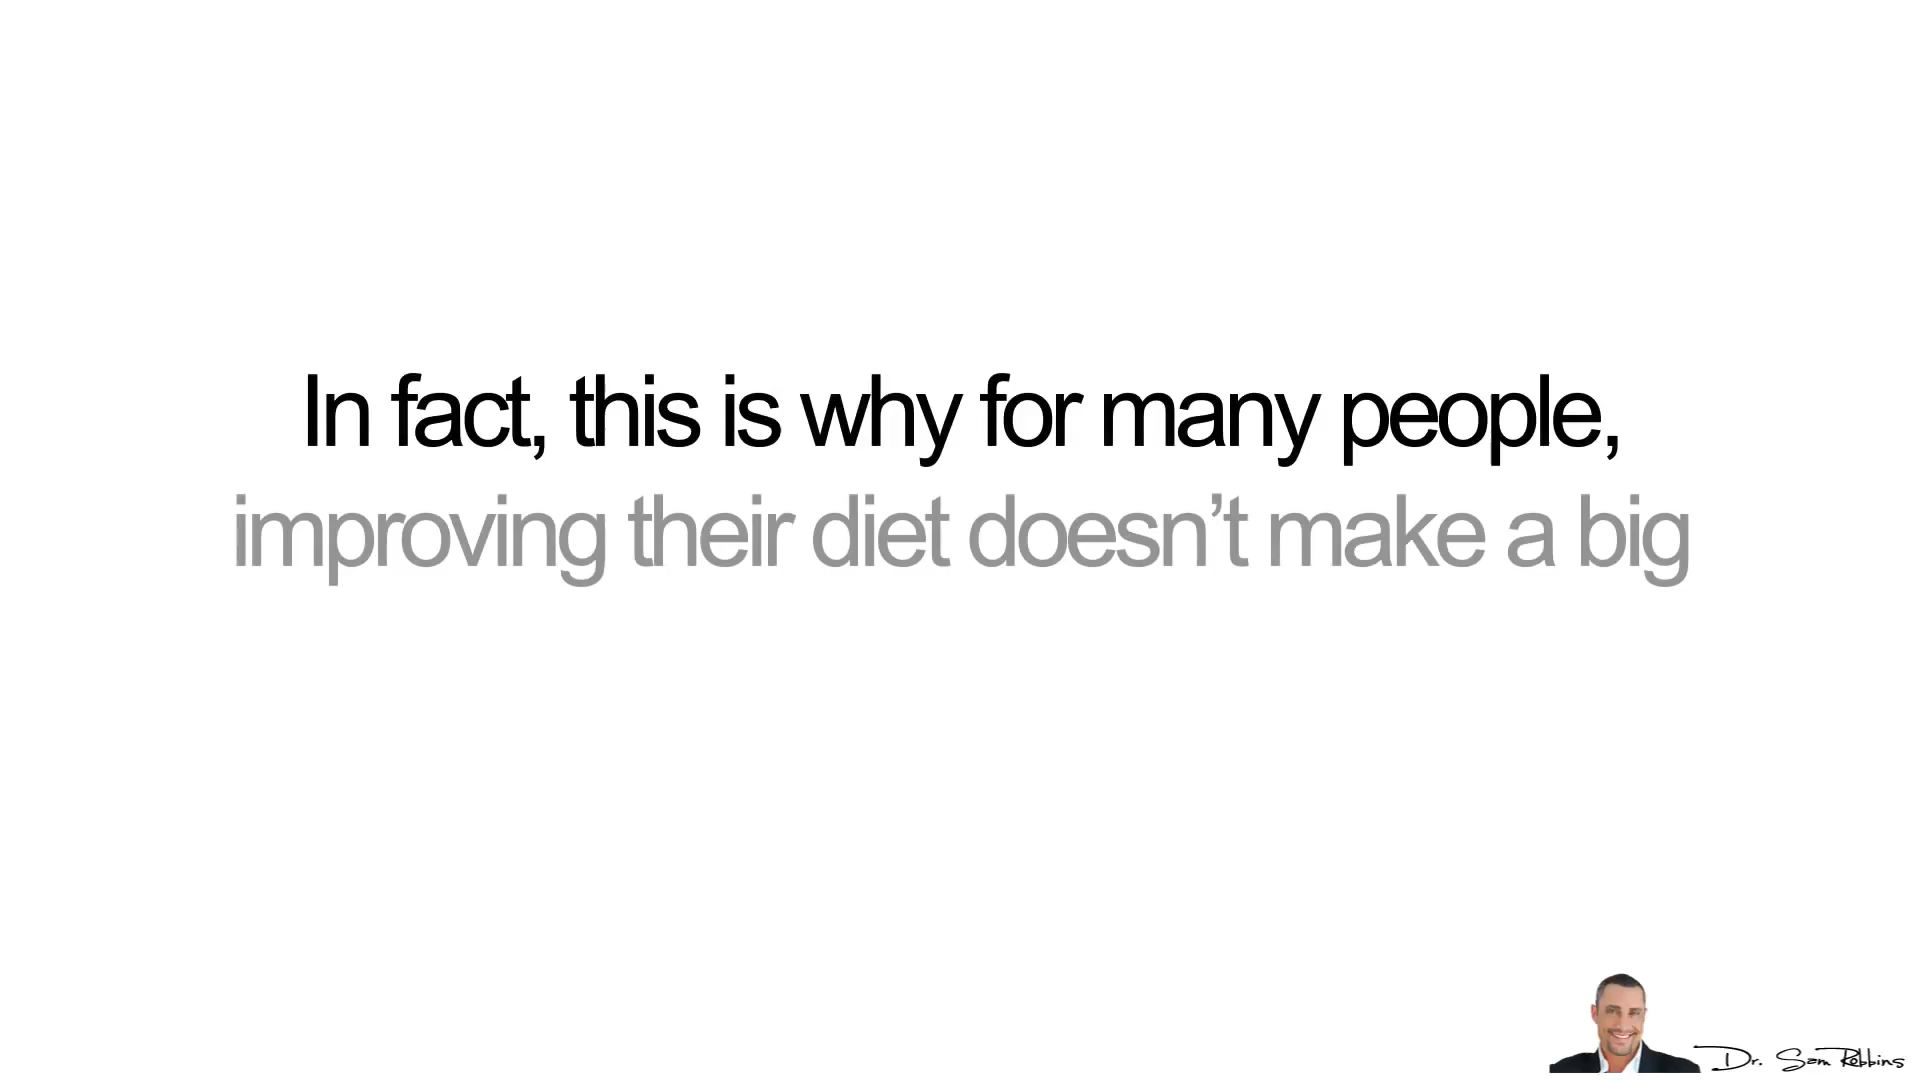 In fact, this is why for many people,
improving their diet doesn’t make a big
Dr. Sam Robbins